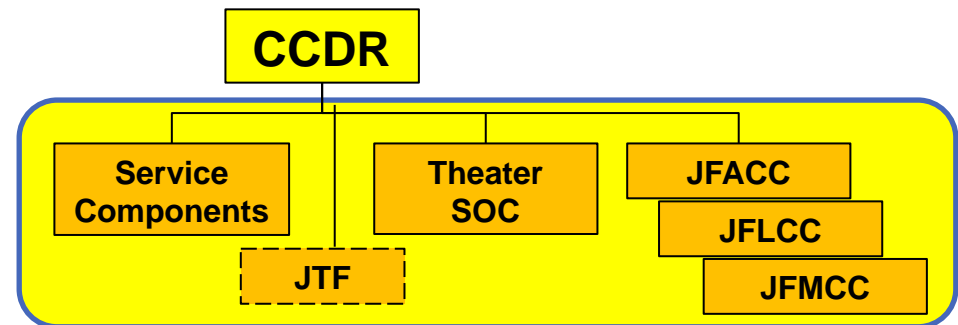 CCDR
Service
Components
Theater
SOC
JFACC
JFLCC
JFMCC
JTF